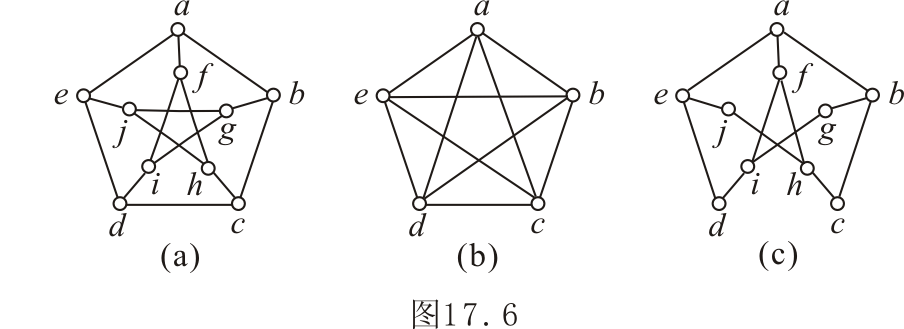 a a a
f f
e b e b e b
j g j g
i h i h
d c d c d c
(a) (b) (c)
图17.6